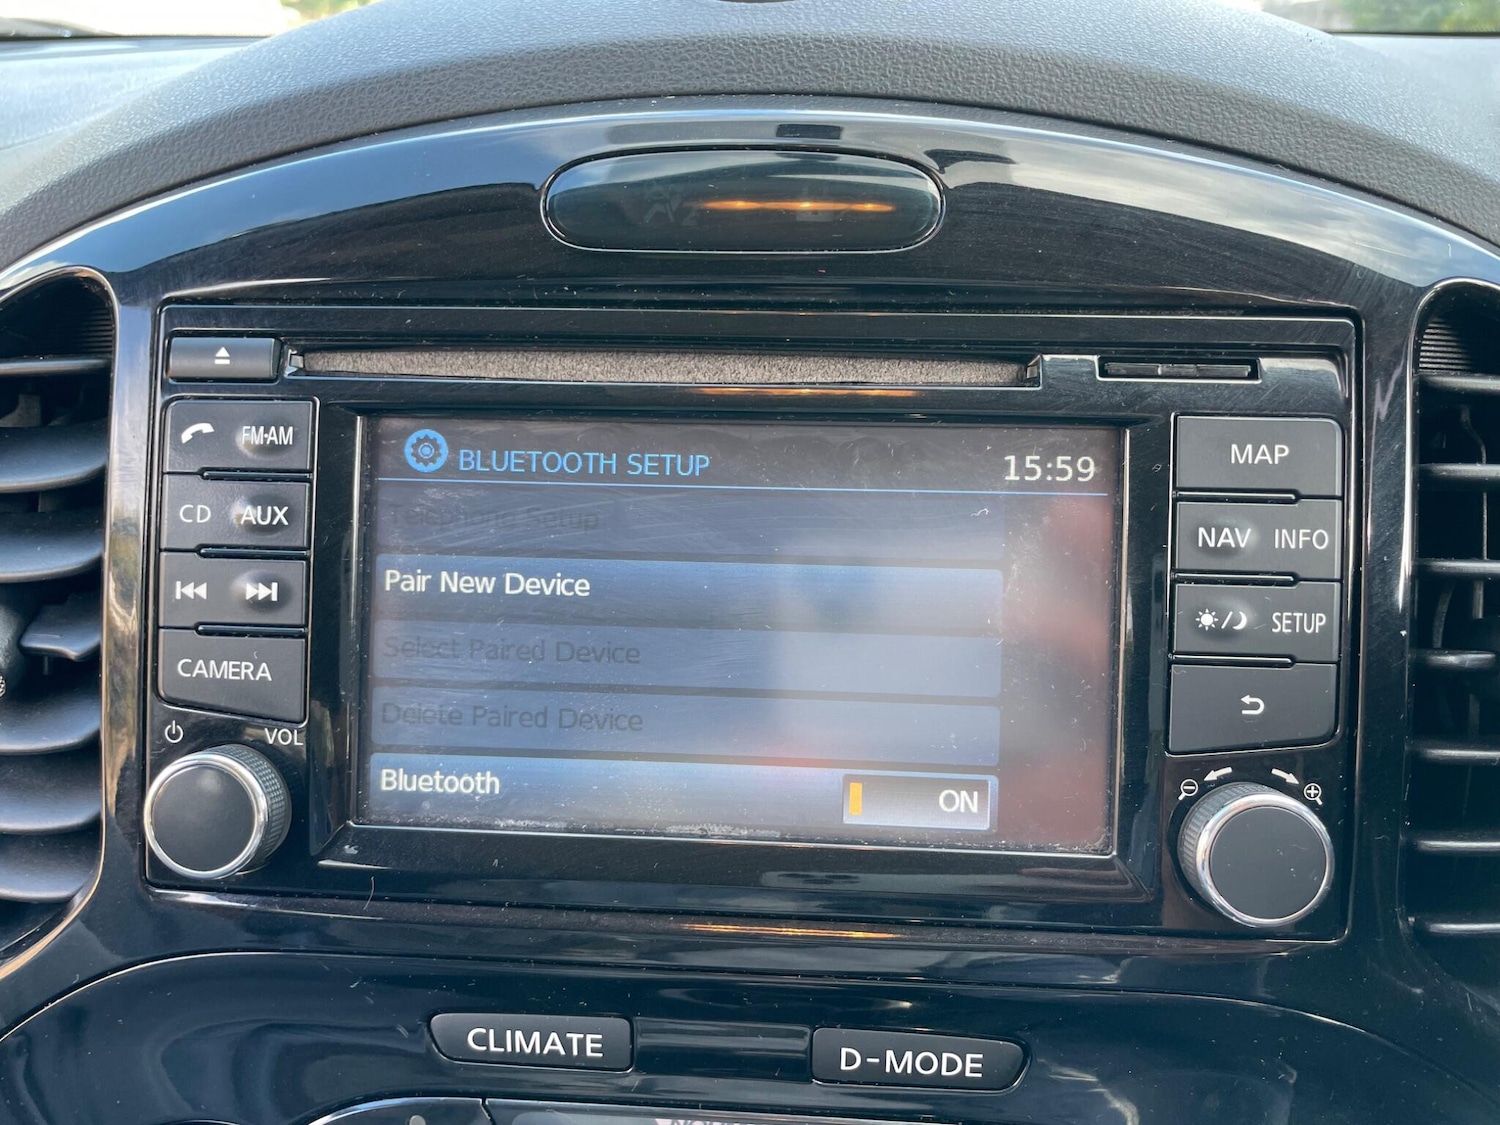 FM·AM
CD AUX
CAMERA
VOL
BLUETOOTH SETUP 15:59
Telephone Setup
Pair New Device
Select Paired Device
Delete Paired Device
Bluetooth ON
MAP
NAV INFO
/ SETUP
CLIMATE
D-MODE